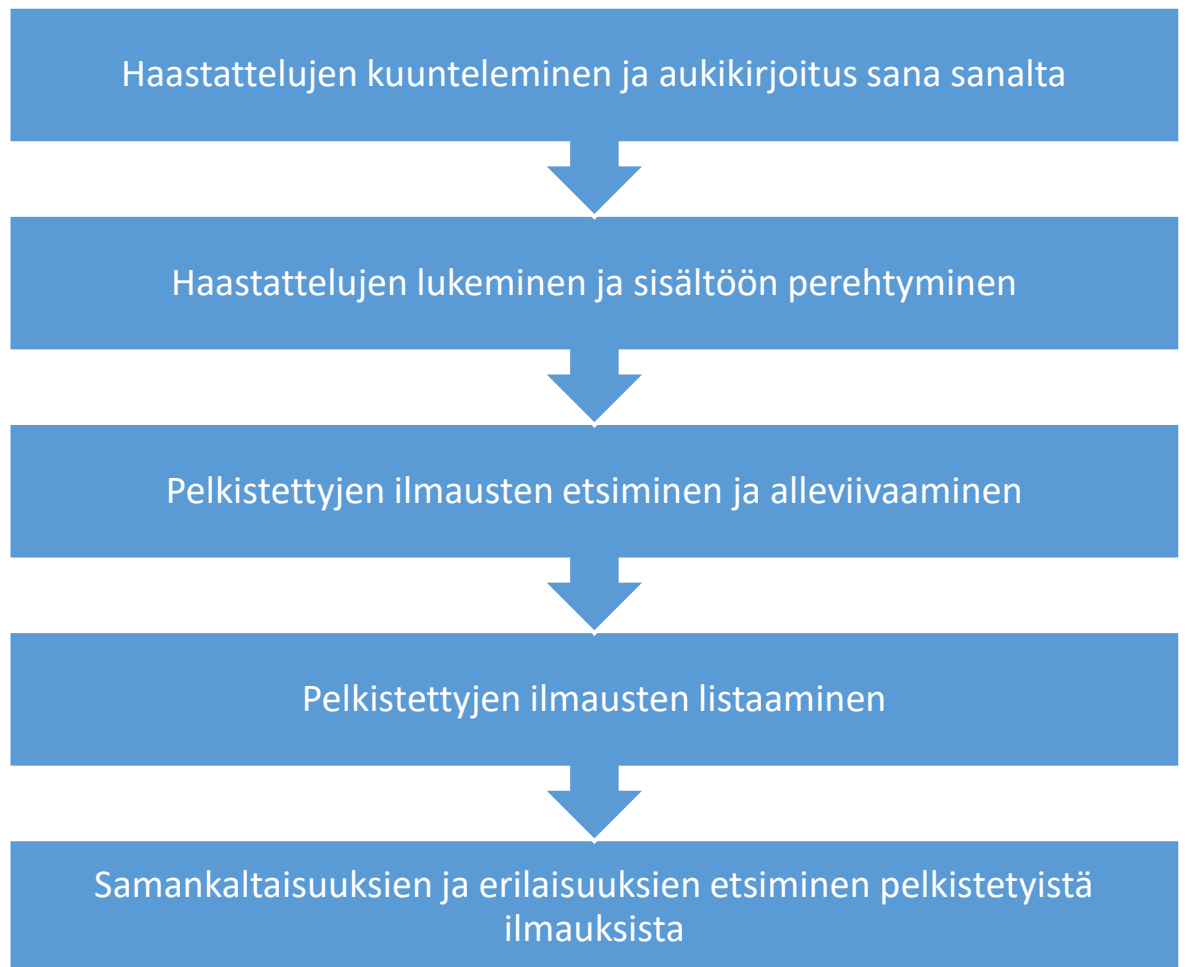 Haastattelujen kuunteleminen ja aukikirjoitus sana sanalta
Haastattelujen lukeminen ja sisältöön perehtyminen
Pelkistettyjen ilmausten etsiminen ja alleviivaaminen
Pelkistettyjen ilmausten listaaminen
Samankaltaisuuksien ja erilaisuuksien etsiminen pelkistetyistä
ilmauksista